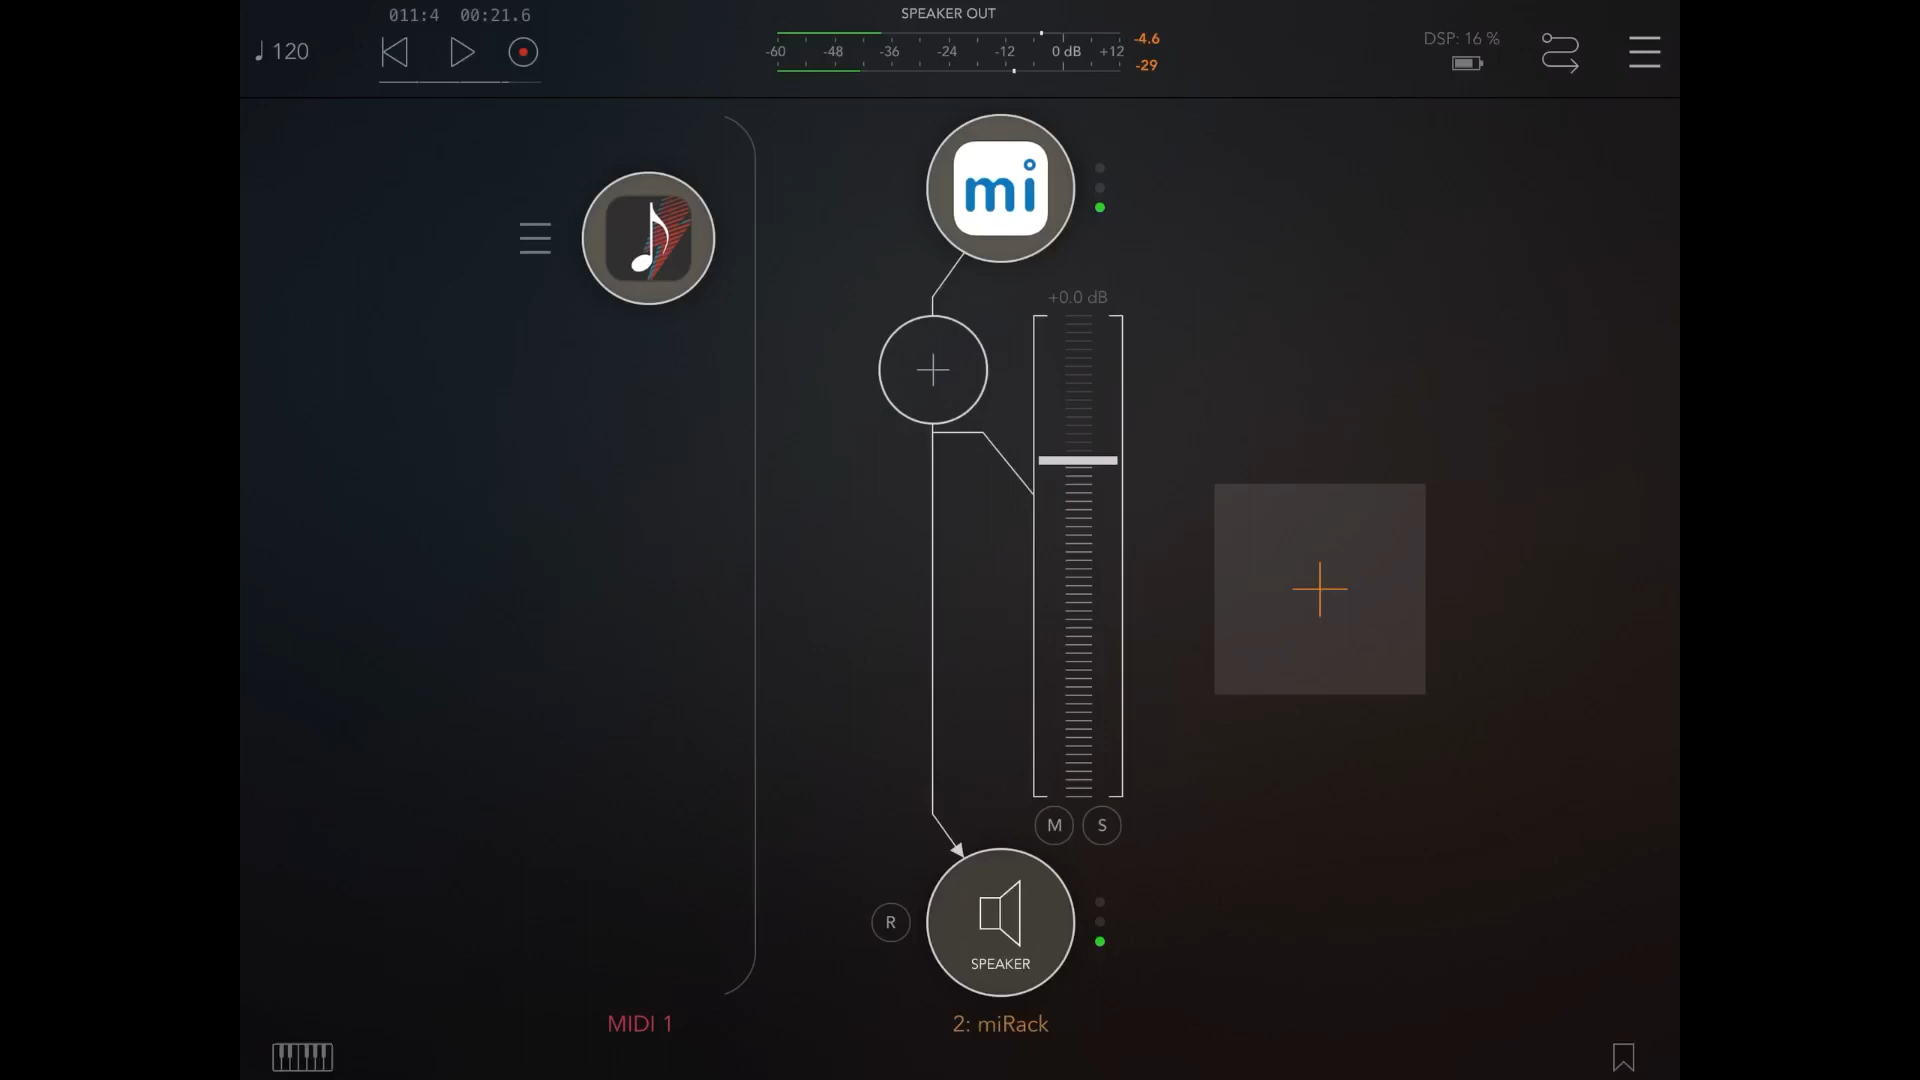 011:4 00:21.6
SPEAKER OUT
120
-60 -48 -36 -24 -12 0 dB +12
-4.6
-29
DSP: 16 %
mi
+0.0 dB
M S
R
SPEAKER
MIDI 1
2: miRack